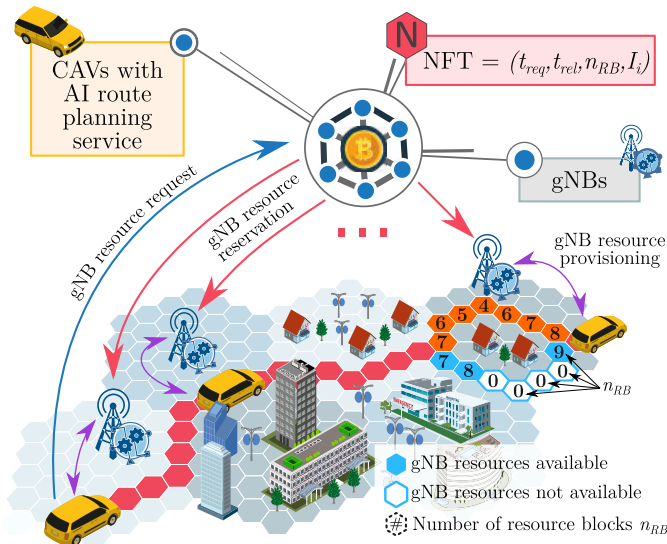 CAVs with
AI route
planning
service
N
NFT = (t_req,t_rel,n_RB,I_i)
gNBs
gNB resource request
gNB resource
reservation
gNB resource
provisioning
6 5 4 6 7 8
7 9
7 8 0 0 0 0
n_RB
gNB resources available
gNB resources not available
# Number of resource blocks n_RB